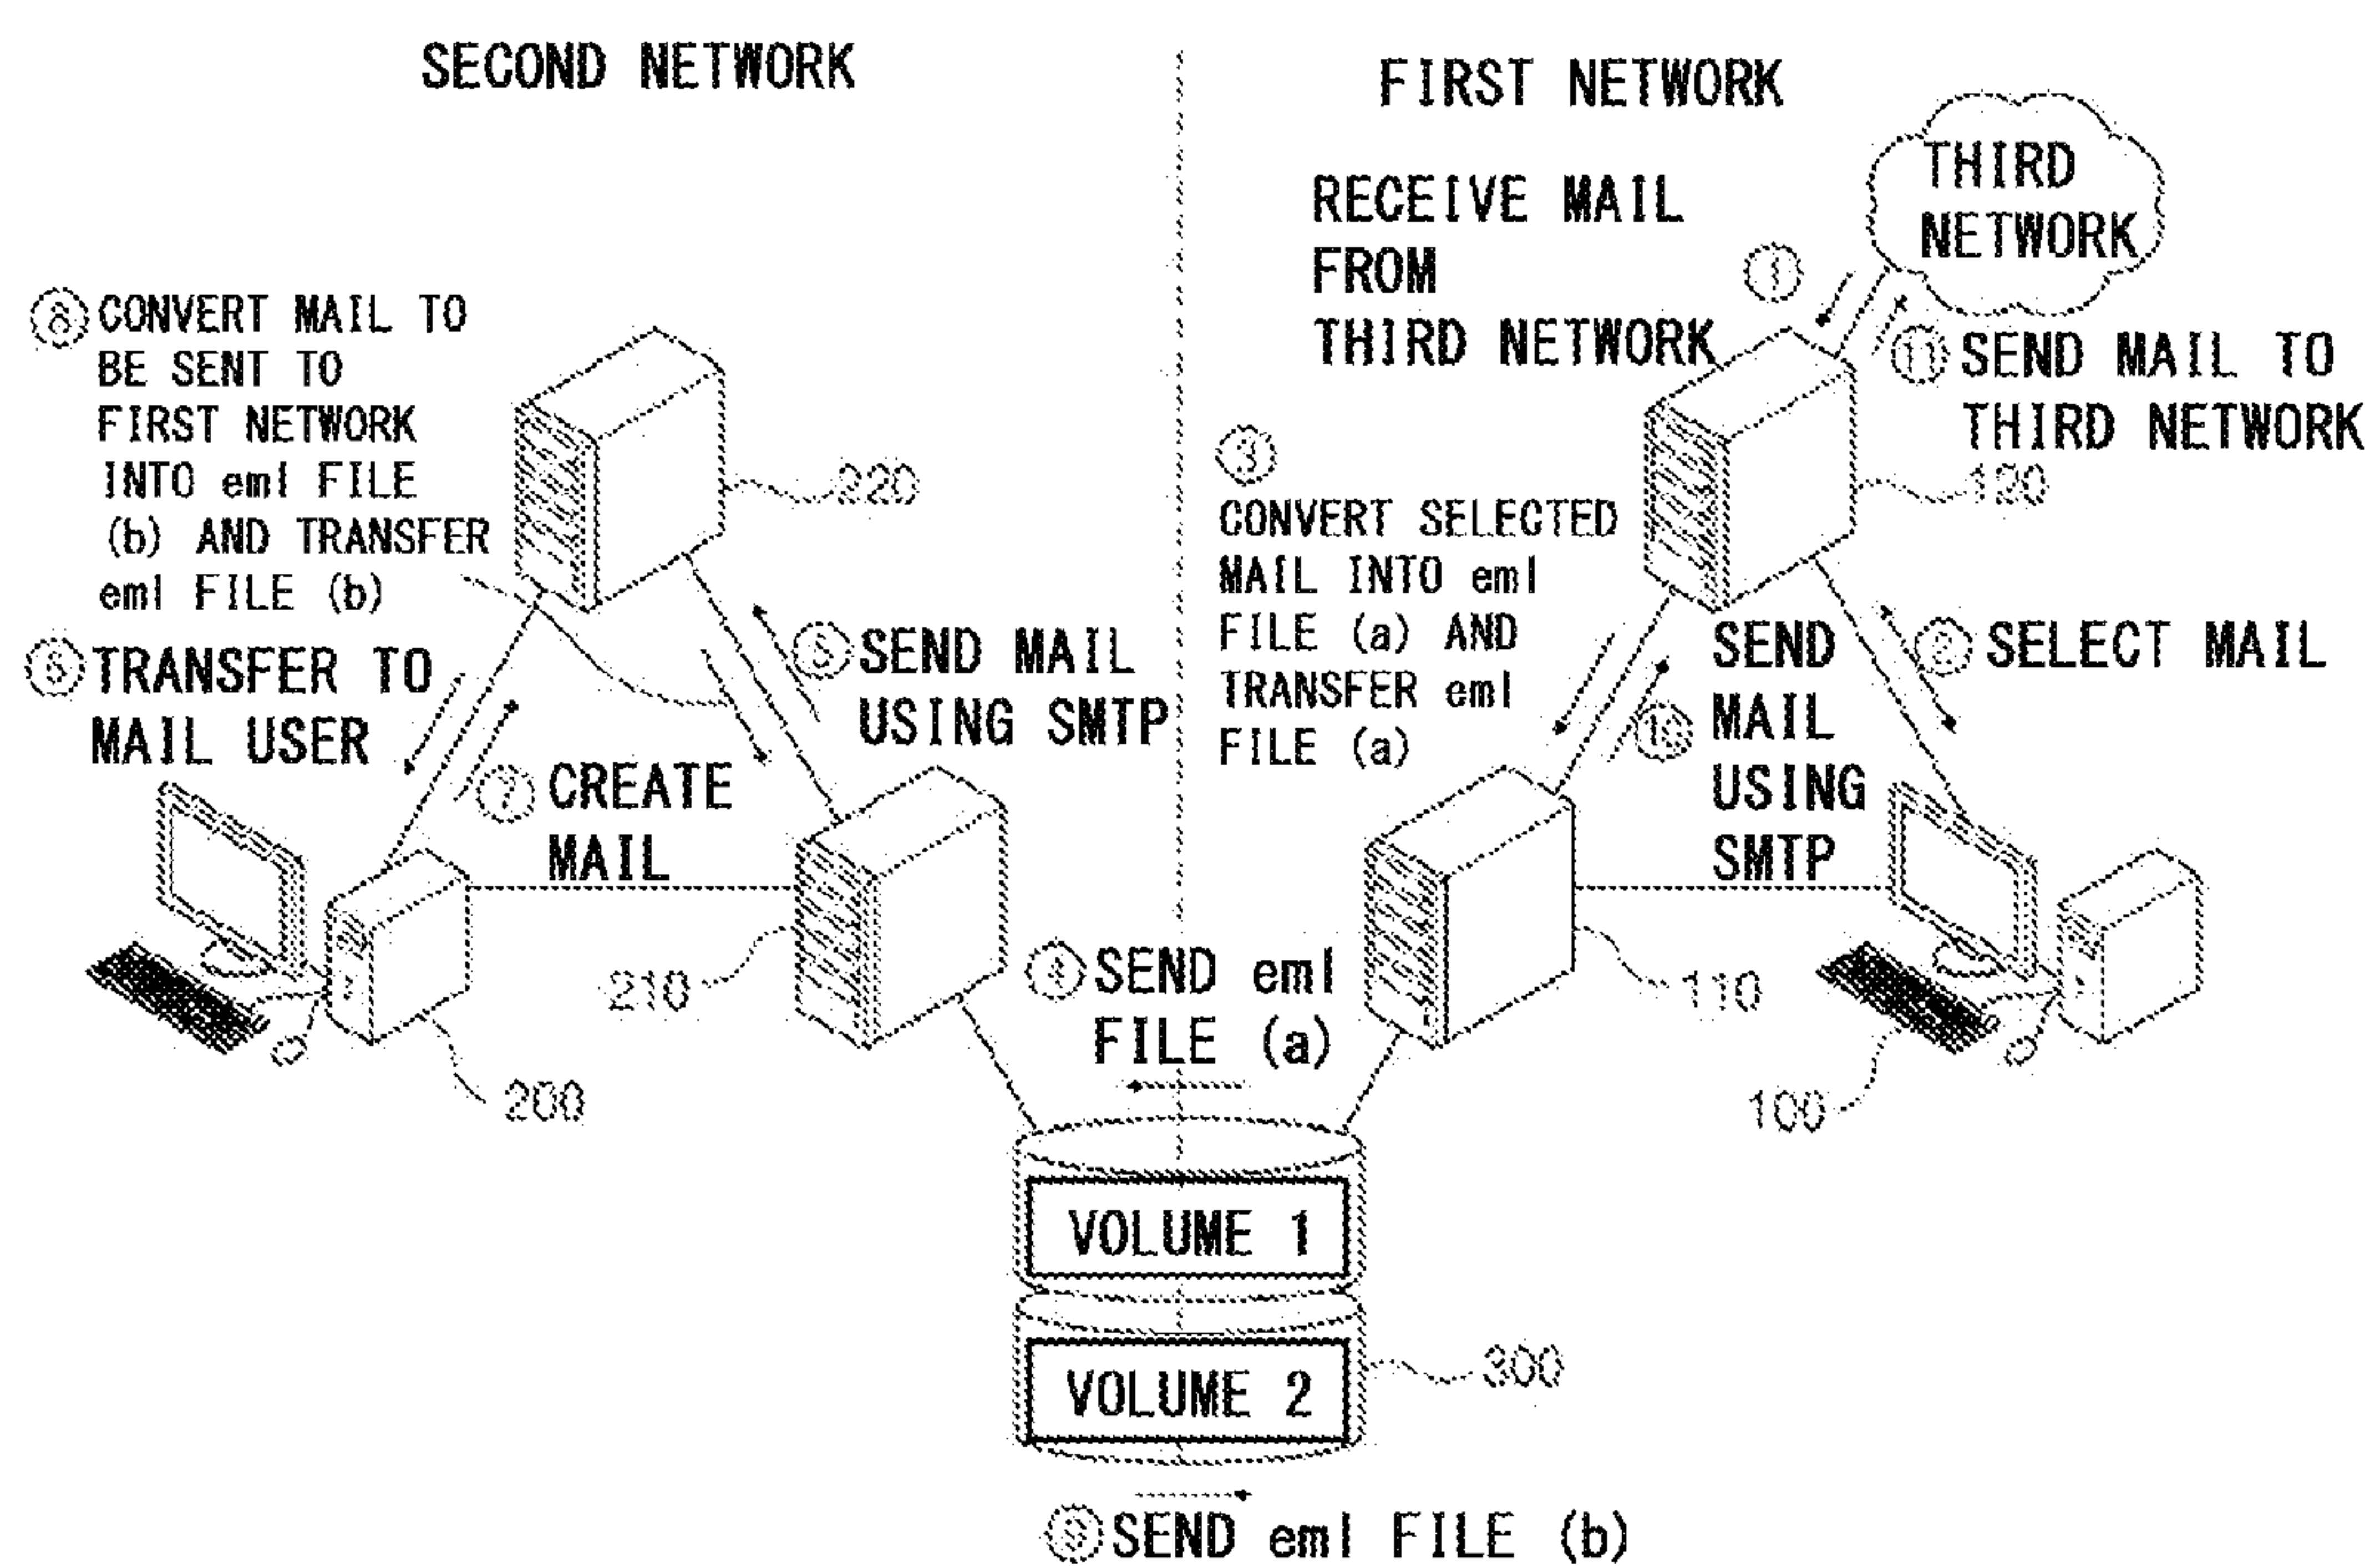 SECOND NETWORK
FIRST NETWORK
THIRD
NETWORK
RECEIVE MAIL
FROM
THIRD NETWORK
①
⑪ SEND MAIL TO
THIRD NETWORK
⑧ CONVERT MAIL TO
BE SENT TO
FIRST NETWORK
INTO eml FILE
(b) AND TRANSFER
eml FILE (b)
220
120
③
CONVERT SELECTED
MAIL INTO eml
FILE (a) AND
TRANSFER eml
FILE (a)
⑥ TRANSFER TO
MAIL USER
⑤ SEND MAIL
USING SMTP
⑩ SEND
MAIL
USING
SMTP
② SELECT MAIL
⑦ CREATE
MAIL
210
④ SEND eml
FILE (a)
110
200
100
VOLUME 1
VOLUME 2
300
⑨ SEND eml FILE (b)